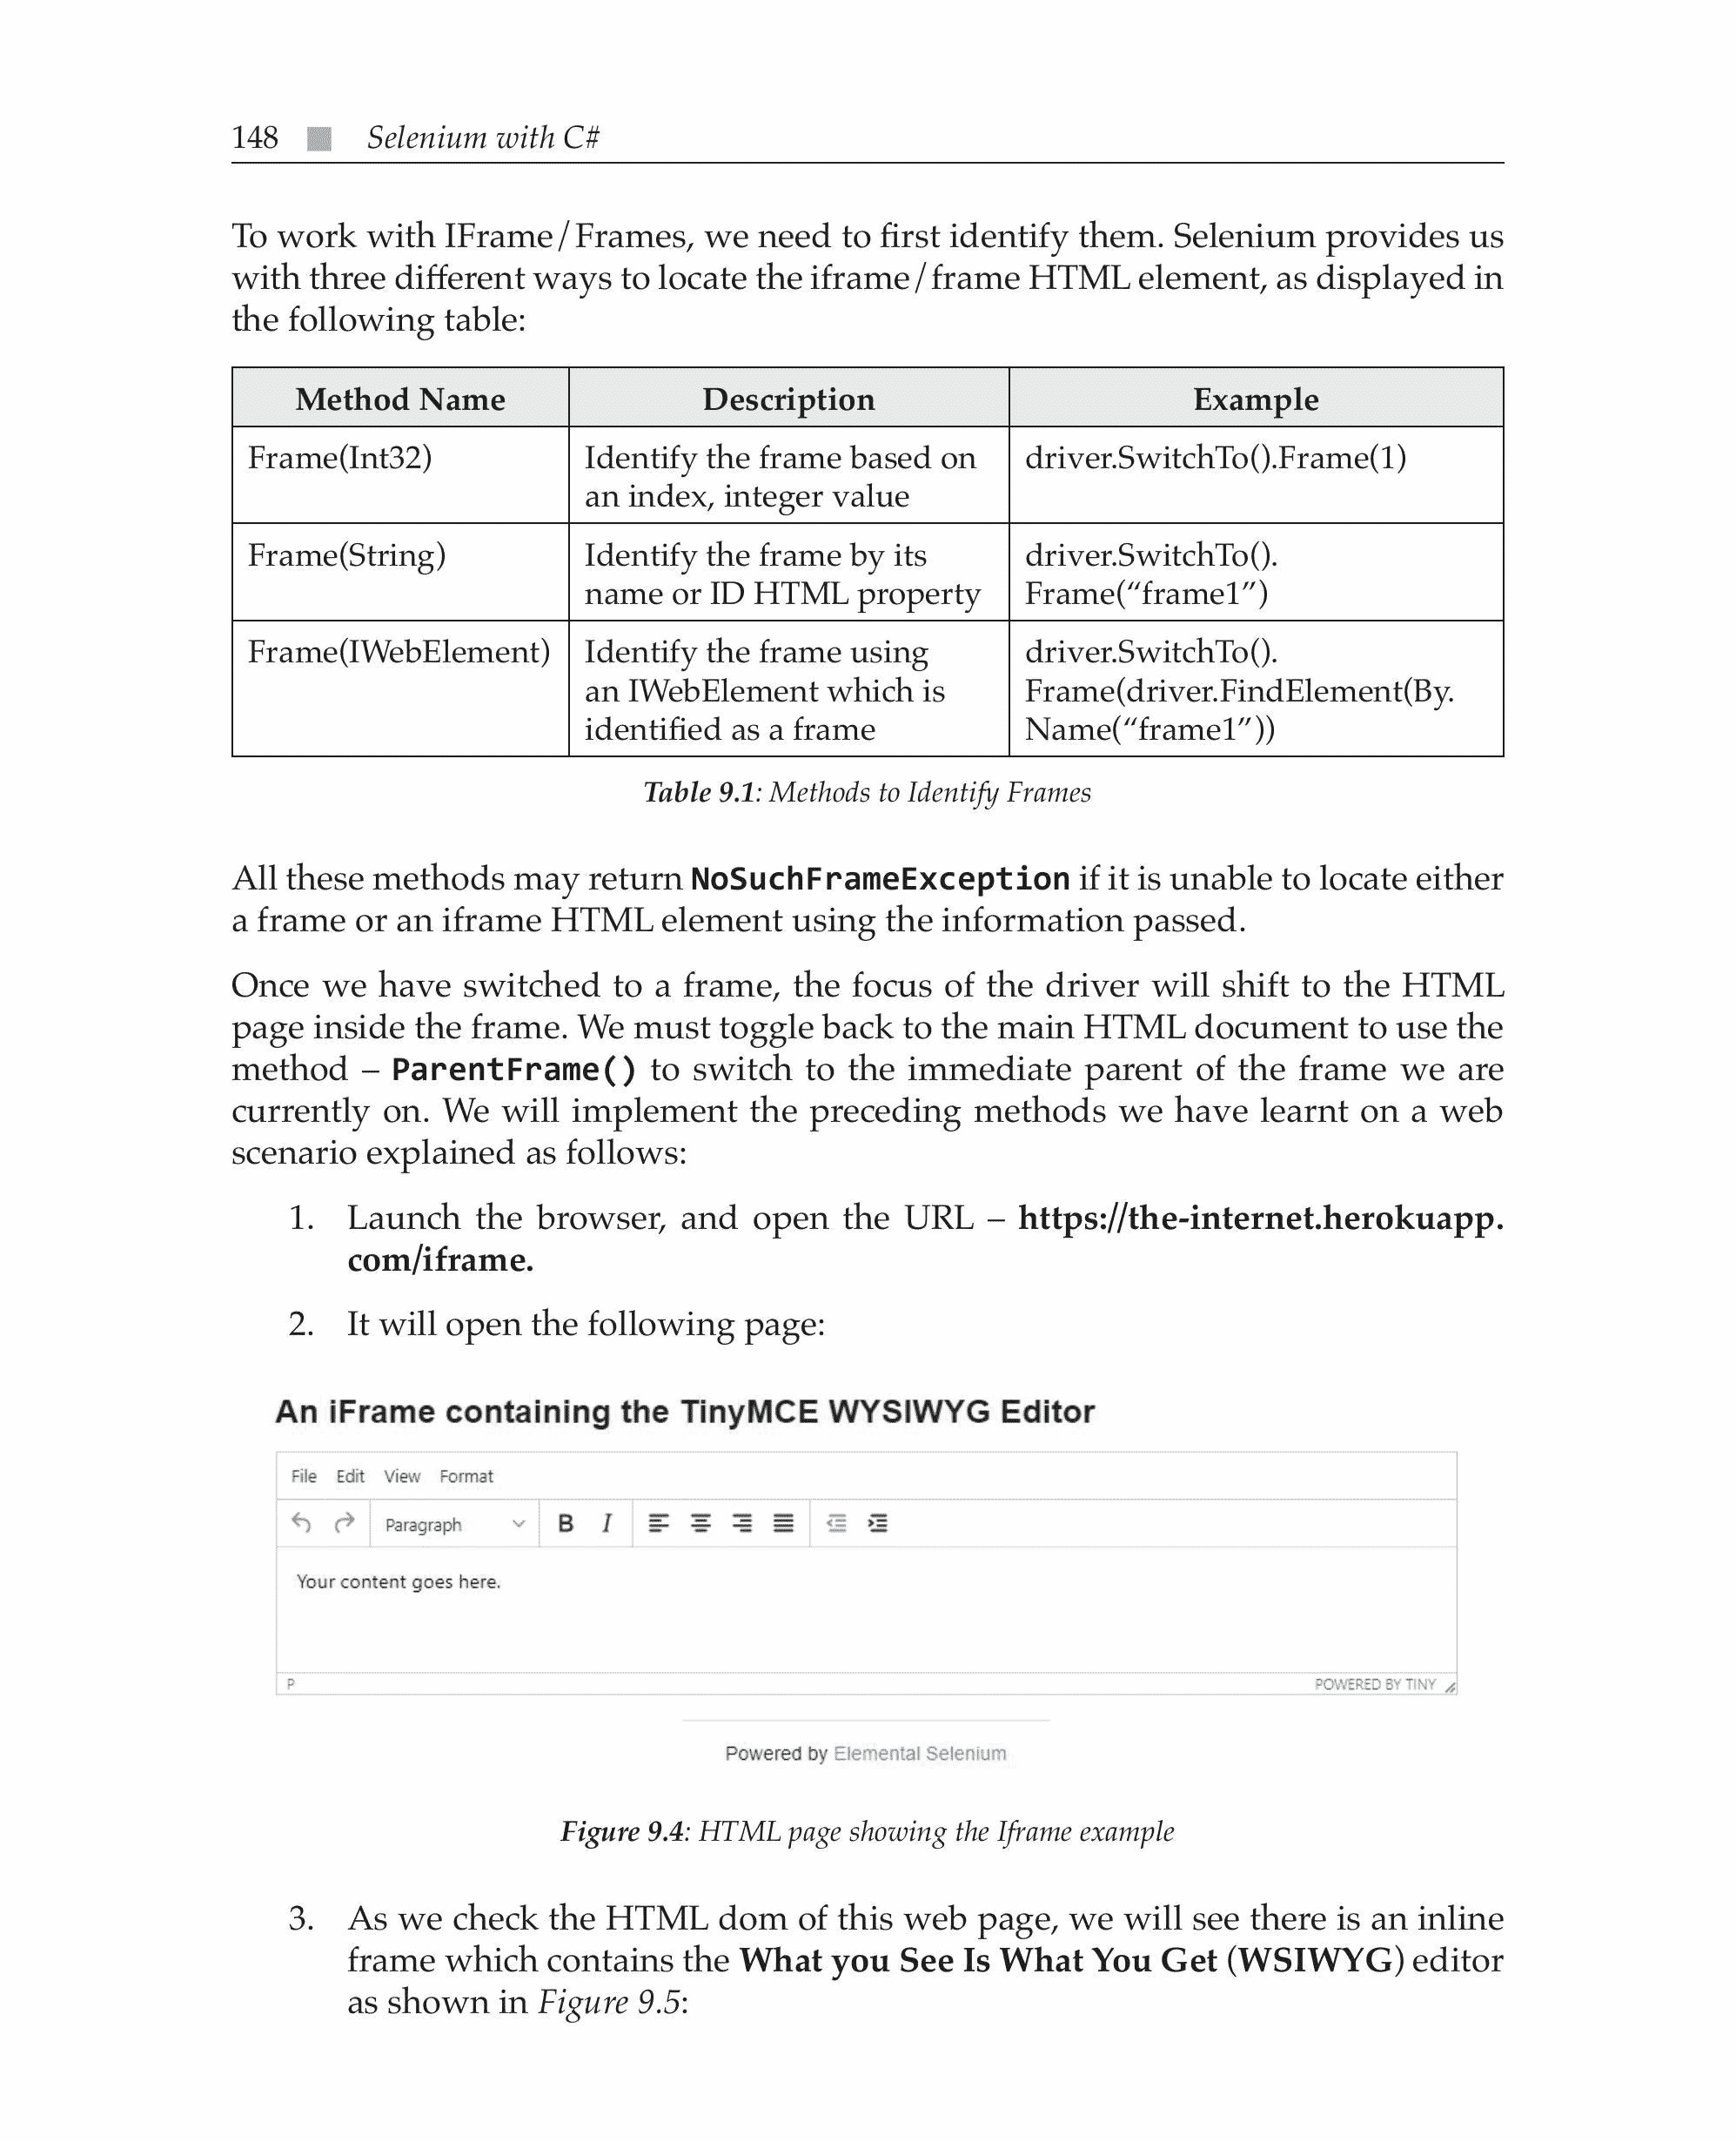 148 Selenium with C#
To work with IFrame/Frames, we need to first identify them. Selenium provides us
with three different ways to locate the iframe/frame HTML element, as displayed in
the following table:
Method Name Description Example
Frame(Int32) Identify the frame based on driver.SwitchTo().Frame(1)
an index, integer value
Frame(String) Identify the frame by its driver.SwitchTo().
name or ID HTML property Frame(“frame1”)
Frame(IWebElement) Identify the frame using driver.SwitchTo().
an IWebElement which is Frame(driver.FindElement(By.
identified as a frame Name(“frame1”))
Table 9.1: Methods to Identify Frames
All these methods may return NoSuchFrameException if it is unable to locate either
a frame or an iframe HTML element using the information passed.
Once we have switched to a frame, the focus of the driver will shift to the HTML
page inside the frame. We must toggle back to the main HTML document to use the
method – ParentFrame() to switch to the immediate parent of the frame we are
currently on. We will implement the preceding methods we have learnt on a web
scenario explained as follows:
1. Launch the browser, and open the URL – https://the-internet.herokuapp.
com/iframe.
2. It will open the following page:
An iFrame containing the TinyMCE WYSIWYG Editor
File Edit View Format
Paragraph B I
Your content goes here.
P POWERED BY TINY
Powered by Elemental Selenium
Figure 9.4: HTML page showing the Iframe example
3. As we check the HTML dom of this web page, we will see there is an inline
frame which contains the What you See Is What You Get (WSIWYG) editor
as shown in Figure 9.5: